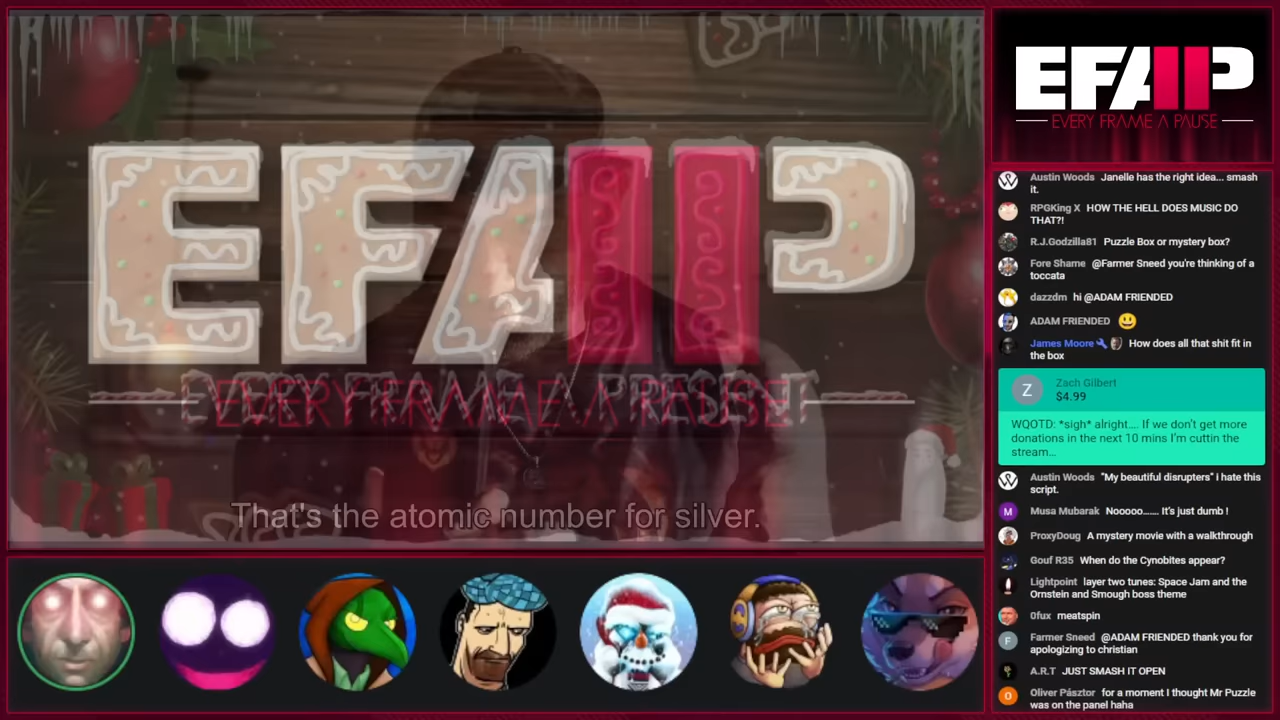 EFAP
EVERY FRAME A PAUSE
That's the atomic number for silver.
EFAP
EVERY FRAME A PAUSE
Austin Woods Janelle has the right idea... smash
it.
RPGKing X HOW THE HELL DOES MUSIC DO
THAT?!
R.J.Godzilla81 Puzzle Box or mystery box?
Fore Shame @Farmer Sneed you're thinking of a
toccata
dazzdm hi @ADAM FRIENDED
ADAM FRIENDED 😃
James Moore How does all that shit fit in
the box
Z
Zach Gilbert
$4.99
WQOTD: *sigh* alright.... If we don't get more
donations in the next 10 mins I'm cuttin the
stream...
Austin Woods "My beautiful disrupters" i hate this
script.
M
Musa Mubarak Nooooo...... It's just dumb !
ProxyDoug A mystery movie with a walkthrough
Gouf R35 When do the Cynobites appear?
Lightpoint layer two tunes: Space Jam and the
Ornstein and Smough boss theme
0fux meatspin
F
Farmer Sneed @ADAM FRIENDED thank you for
apologizing to christian
A.R.T JUST SMASH IT OPEN
O
Oliver Pásztor for a moment I thought Mr Puzzle
was on the panel haha